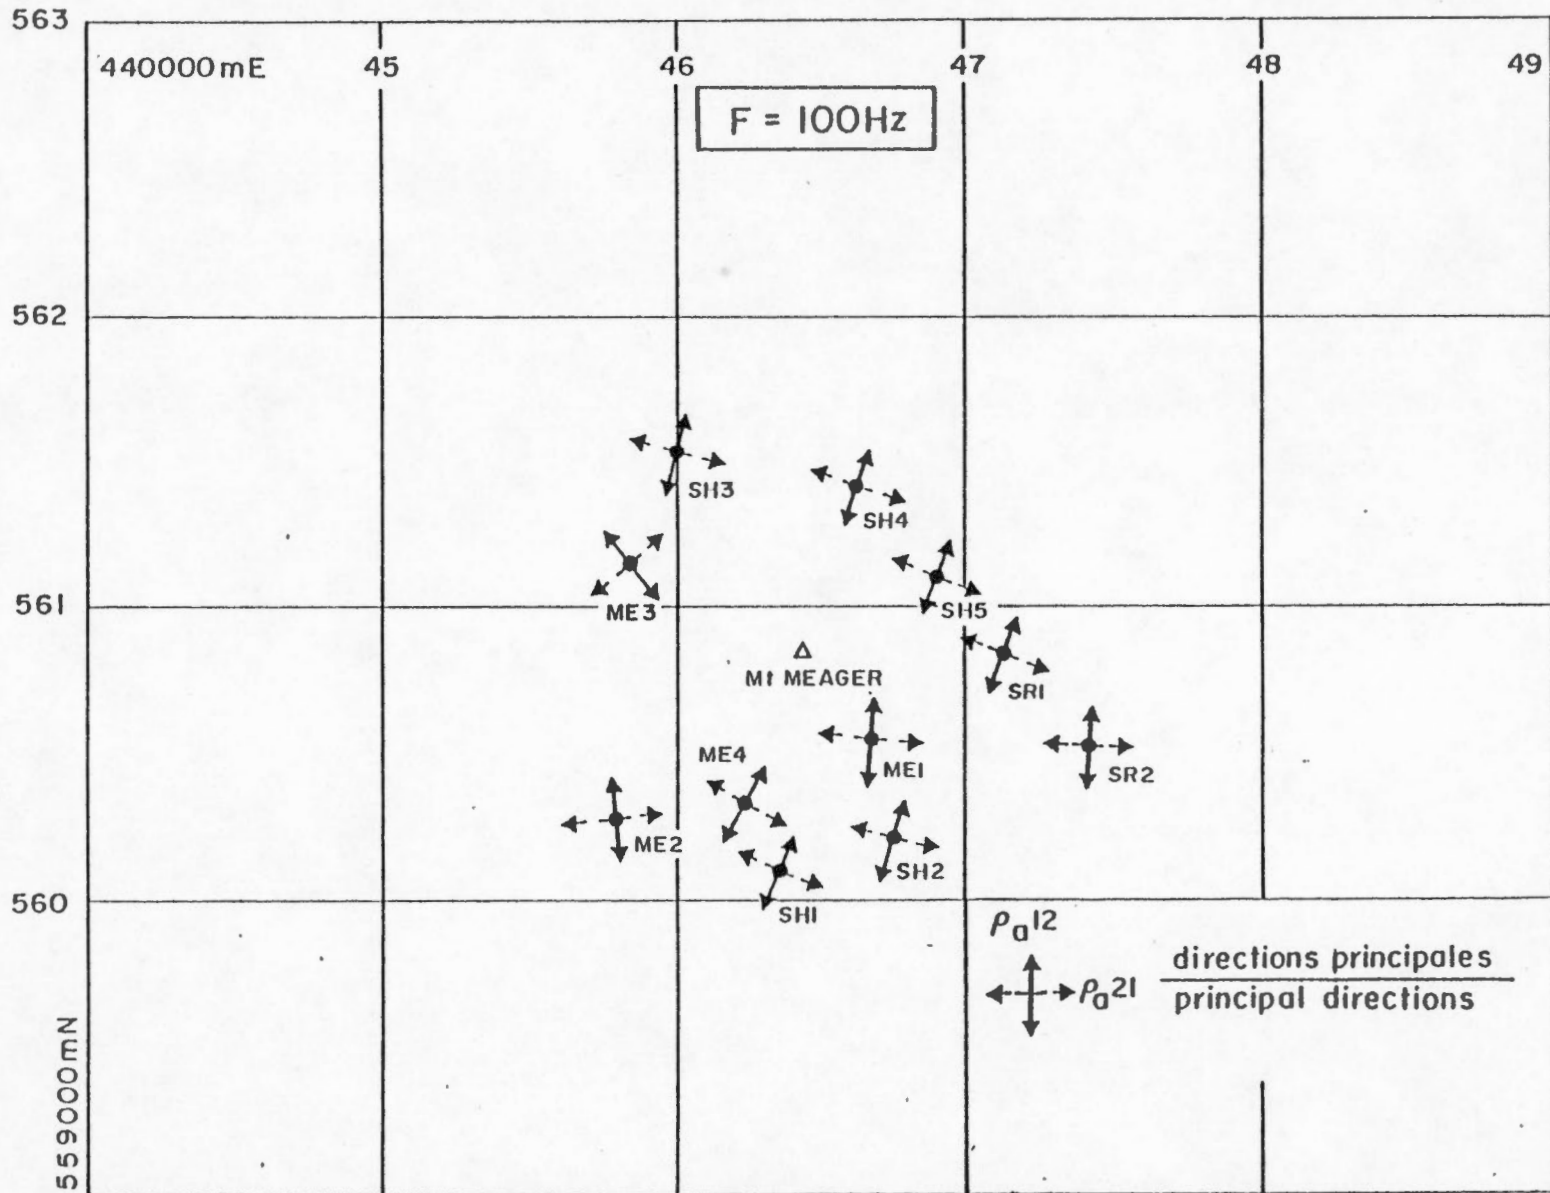 563
440000mE 45 46 47 48 49
F = 100Hz
562
SH3
SH4
561
ME3
SH5
Mt MEAGER
SR1
ME4
ME1
SR2
ME2
SH2
560
SH1
ρa12
ρa21
directions principales
principal directions
5590000mN